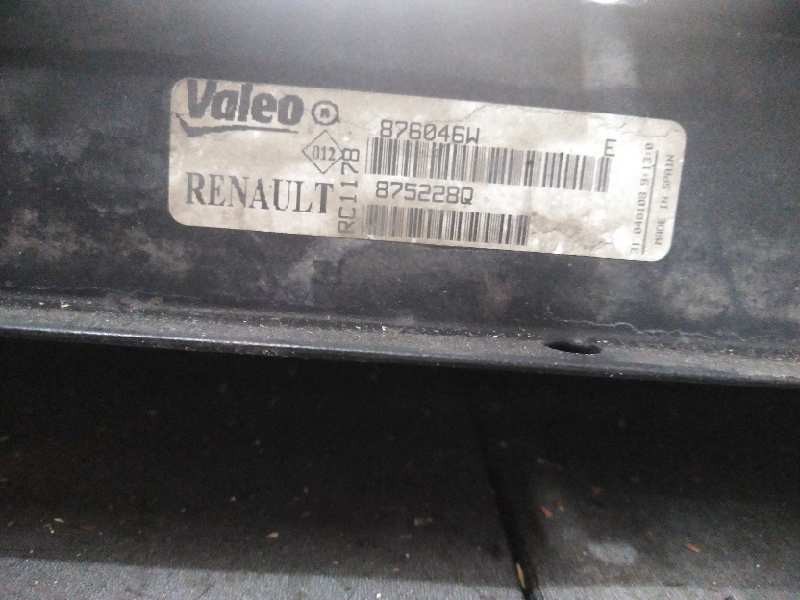 Valeo ®
876046W
E
012
RC1178
RENAULT
875228Q
MADE IN SPAIN